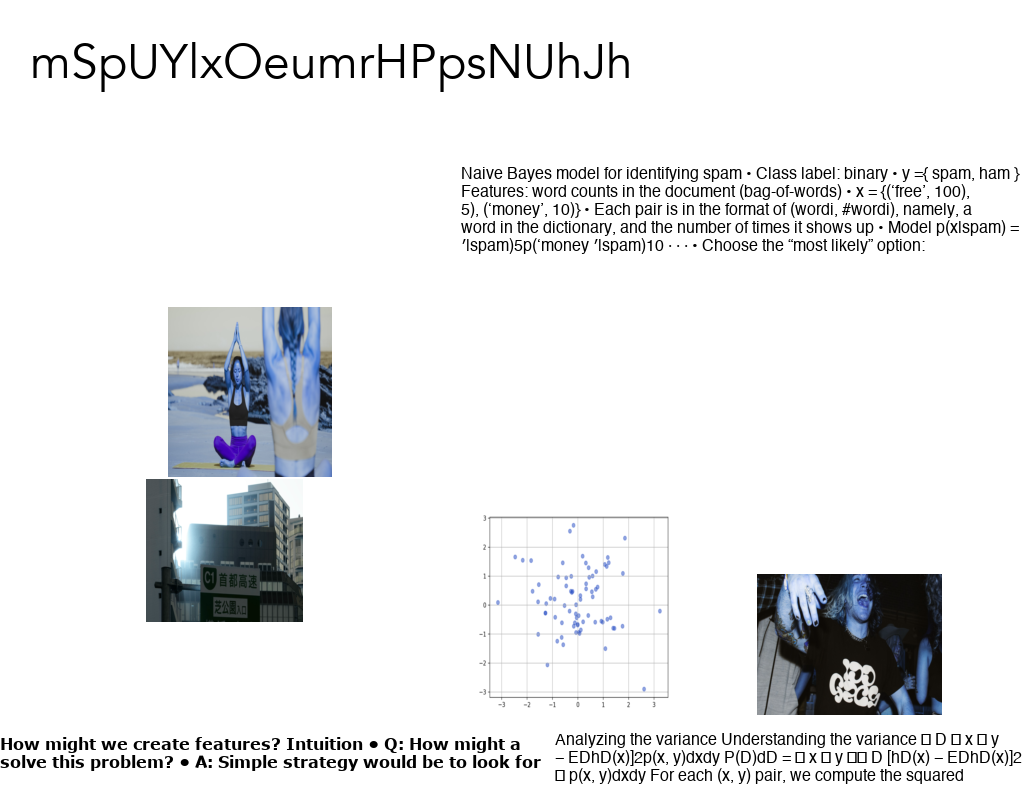 mSpUYlxOeumrHPpsNUhJh
Naive Bayes model for identifying spam • Class label: binary • y ={ spam, ham }
Features: word counts in the document (bag-of-words) • x = {(‘free’, 100),
5), (‘money’, 10)} • Each pair is in the format of (wordi, #wordi), namely, a
word in the dictionary, and the number of times it shows up • Model p(x|spam) =
′|spam)5p(‘money ′|spam)10 · · · • Choose the “most likely” option:
C1 首都高速
芝公園入口
3
2
1
0
−1
−2
−3
−3 −2 −1 0 1 2 3
How might we create features? Intuition • Q: How might a
solve this problem? • A: Simple strategy would be to look for
Analyzing the variance Understanding the variance □ D □ x □ y
− EDhD(x)]2p(x, y)dxdy P(D)dD = □ x □ y □□ D [hD(x) − EDhD(x)]2
□ p(x, y)dxdy For each (x, y) pair, we compute the squared